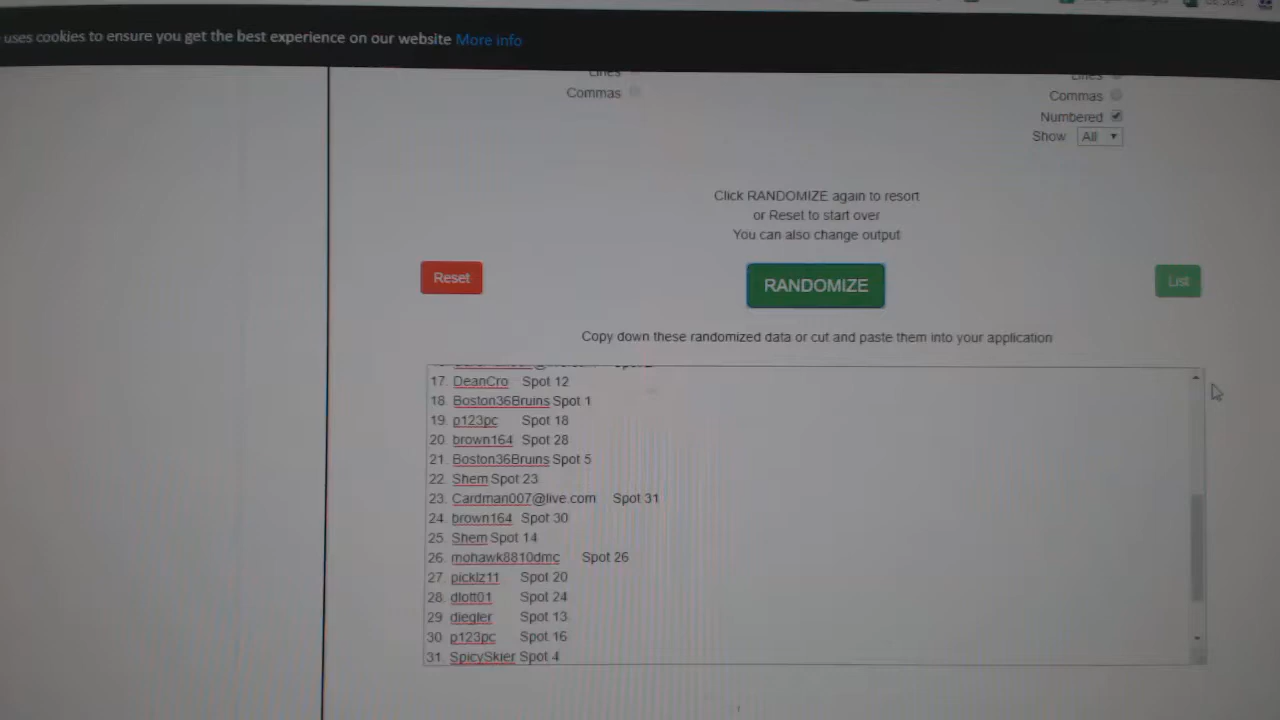 uses cookies to ensure you get the best experience on our website More info
Lines
Lines
Commas
Commas
Numbered
Show All
Click RANDOMIZE again to resort
or Reset to start over
You can also change output
Reset
RANDOMIZE
List
Copy down these randomized data or cut and paste them into your application
17. DeanCro Spot 12
18. Boston36Bruins Spot 1
19. p123pc Spot 18
20. brown164 Spot 28
21. Boston36Bruins Spot 5
22. Shem Spot 23
23. Cardman007@live.com Spot 31
24. brown164 Spot 30
25. Shem Spot 14
26. mohawk8810dmc Spot 26
27. picklz11 Spot 20
28. dlott01 Spot 24
29. diegler Spot 13
30. p123pc Spot 16
31. SpicySkier Spot 4